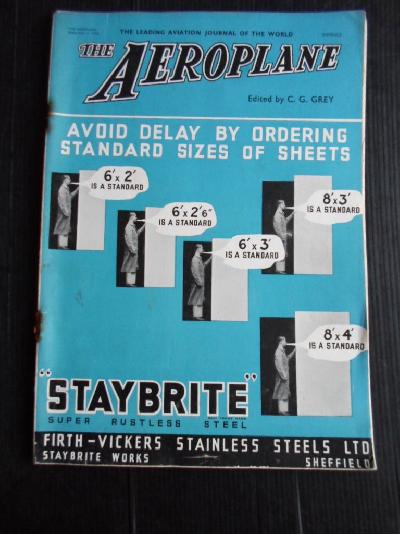 THE LEADING AVIATION JOURNAL OF THE WORLD
THE AEROPLANE
Edited by C. G. GREY
AVOID DELAY BY ORDERING
STANDARD SIZES OF SHEETS
6' x 2'
IS A STANDARD
6' x 2' 6"
IS A STANDARD
6' x 3'
IS A STANDARD
8' x 3'
IS A STANDARD
8' x 4'
IS A STANDARD
"STAYBRITE"
SUPER RUSTLESS STEEL
FIRTH-VICKERS STAINLESS STEELS LTD
STAYBRITE WORKS SHEFFIELD